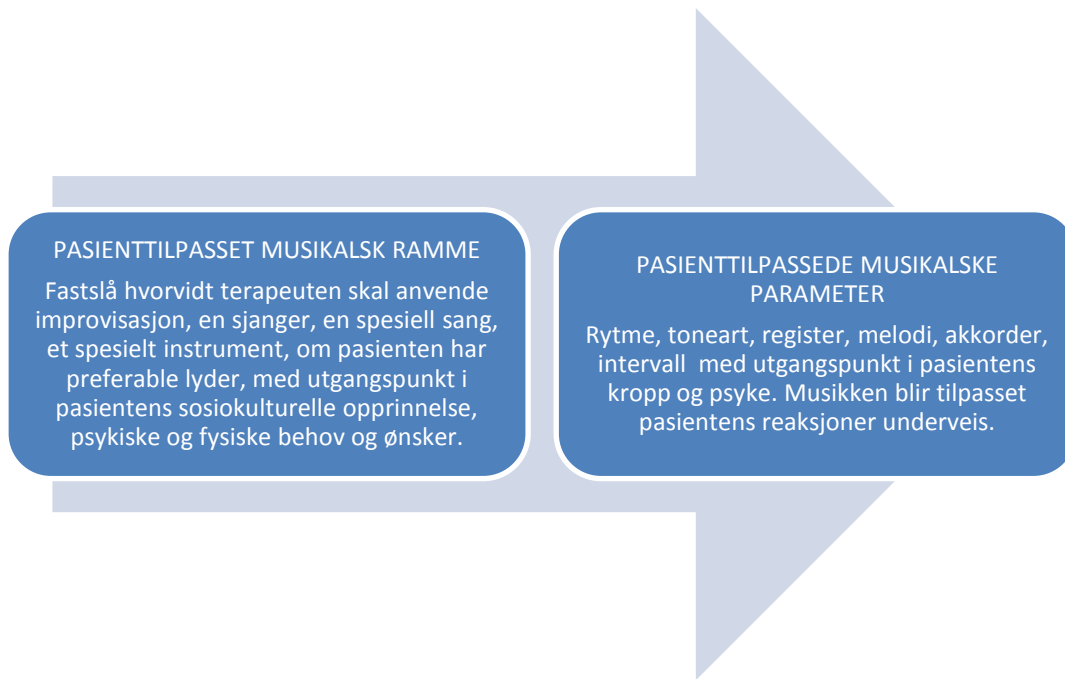 PASIENTTILPASSET MUSIKALSK RAMME
Fastslå hvorvidt terapeuten skal anvende
improvisasjon, en sjanger, en spesiell sang,
et spesielt instrument, om pasienten har
preferable lyder, med utgangspunkt i
pasientens sosiokulturelle opprinnelse,
psykiske og fysiske behov og ønsker.
PASIENTTILPASSEDE MUSIKALSKE
PARAMETER
Rytme, toneart, register, melodi, akkorder,
intervall  med utgangspunkt i pasientens
kropp og psyke. Musikken blir tilpasset
pasientens reaksjoner underveis.